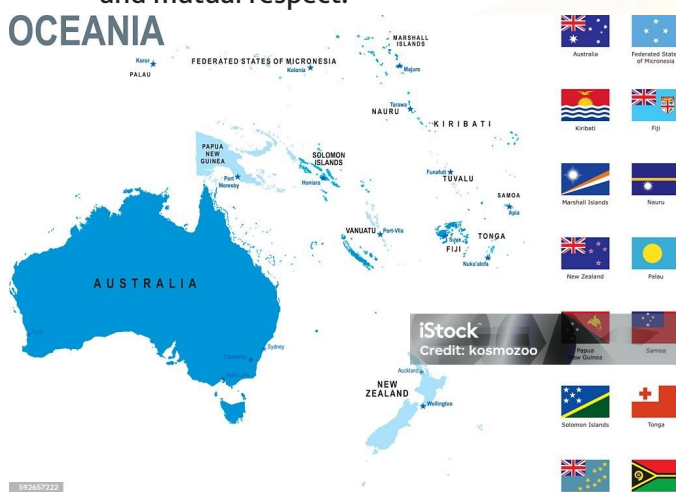 and mutual respect.
OCEANIA
MARSHALL
ISLANDS
Majuro
FEDERATED STATES OF MICRONESIA
Kolonia
Koror
PALAU
Tarawa
NAURU
KIRIBATI
PAPUA
NEW
GUINEA
Port
Moresby
SOLOMON
ISLANDS
Honiara
Funafuti
TUVALU
SAMOA
Apia
VANUATU
Port-Vila
Suva
FIJI
TONGA
Nuku'alofa
AUSTRALIA
Perth
Sydney
Canberra
Melbourne
Auckland
NEW
ZEALAND
Wellington
Australia
Federated State
of Micronesia
Kiribati
Fiji
Marshall Islands
Nauru
New Zealand
Palau
iStock
Credit: kosmozoo
Papua
New Guinea
Samoa
Solomon Islands
Tonga
592657222